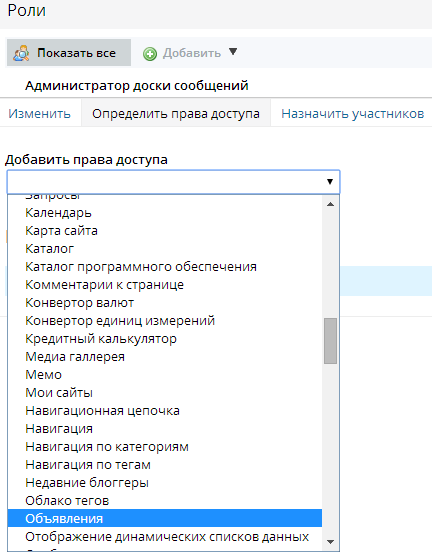 Роли
Показать все
Добавить
Администратор доски сообщений
Изменить Определить права доступа Назначить участников
Добавить права доступа
Запросы
Календарь
Карта сайта
Каталог
Каталог программного обеспечения
Комментарии к странице
Конвертор валют
Конвертор единиц измерений
Кредитный калькулятор
Медиа галлерея
Мемо
Мои сайты
Навигационная цепочка
Навигация
Навигация по категориям
Навигация по тегам
Недавние блоггеры
Облако тегов
Объявления
Отображение динамических списков данных